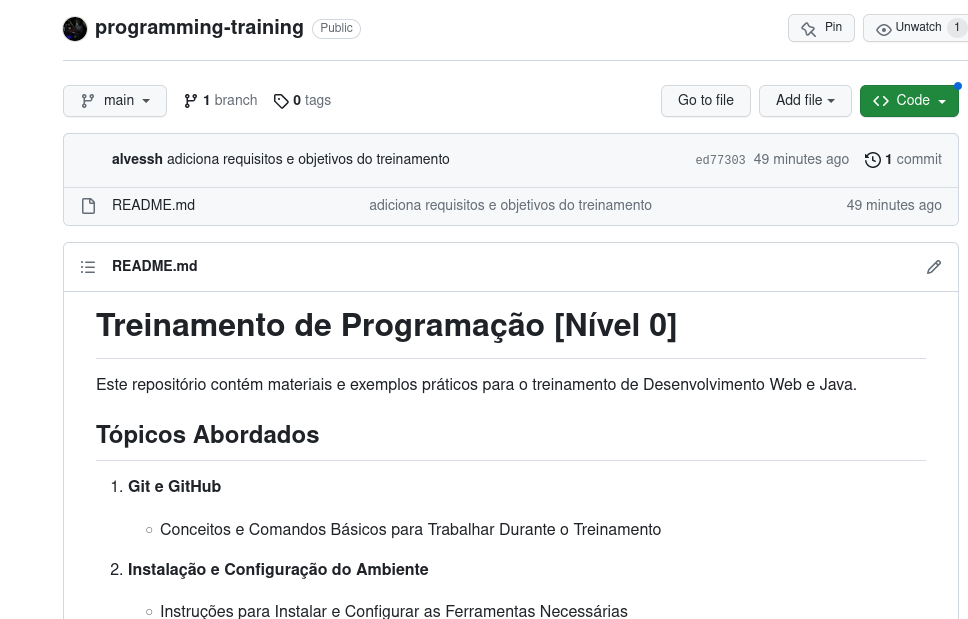 programming-training Public Pin Unwatch 1
main 1 branch 0 tags Go to file Add file Code
alvessh adiciona requisitos e objetivos do treinamento ed77303 49 minutes ago 1 commit
README.md adiciona requisitos e objetivos do treinamento 49 minutes ago
README.md
Treinamento de Programação [Nível 0]
Este repositório contém materiais e exemplos práticos para o treinamento de Desenvolvimento Web e Java.
Tópicos Abordados
1. Git e GitHub
○ Conceitos e Comandos Básicos para Trabalhar Durante o Treinamento
2. Instalação e Configuração do Ambiente
○ Instruções para Instalar e Configurar as Ferramentas Necessárias